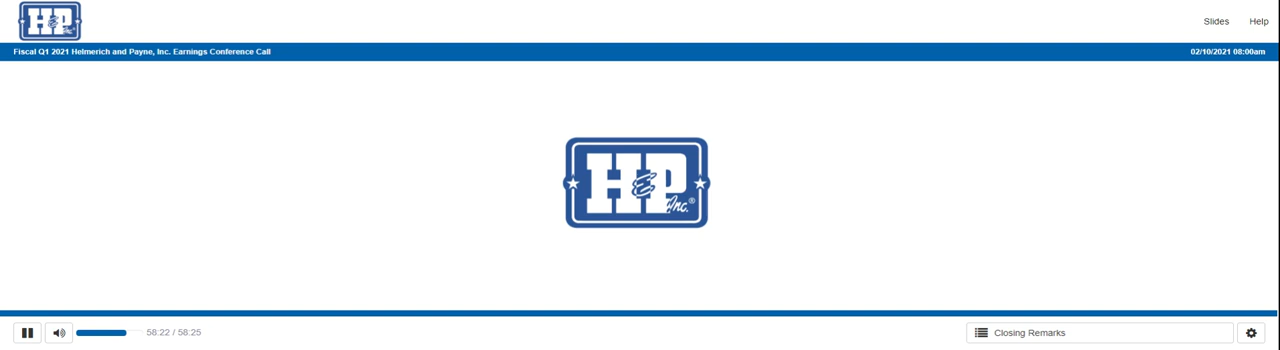 H&P Inc.
Slides Help
Fiscal Q1 2021 Helmerich and Payne, Inc. Earnings Conference Call 02/10/2021 08:00am
H&P Inc.®
58:22 / 58:25 Closing Remarks